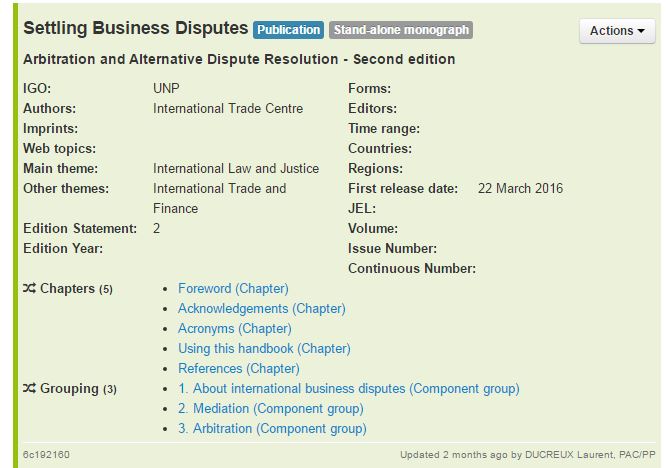 Settling Business Disputes Publication Stand-alone monograph Actions
Arbitration and Alternative Dispute Resolution - Second edition
IGO: UNP Forms:
Authors: International Trade Centre Editors:
Imprints: Time range:
Web topics: Countries:
Main theme: International Law and Justice Regions:
Other themes: International Trade and First release date: 22 March 2016
Finance JEL:
Edition Statement: 2 Volume:
Edition Year: Issue Number:
Continuous Number:
Chapters (5) • Foreword (Chapter)
• Acknowledgements (Chapter)
• Acronyms (Chapter)
• Using this handbook (Chapter)
• References (Chapter)
Grouping (3) • 1. About international business disputes (Component group)
• 2. Mediation (Component group)
• 3. Arbitration (Component group)
6c192160 Updated 2 months ago by DUCREUX Laurent, PAC/PP